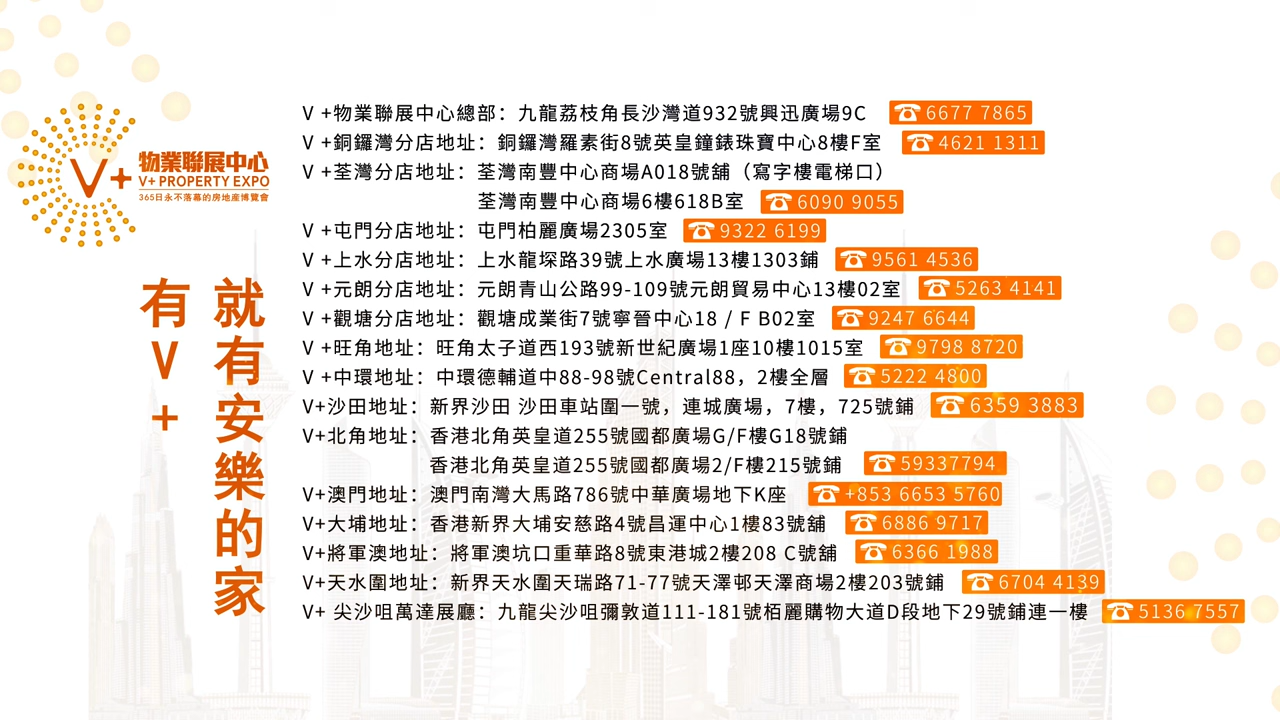 V+
物業聯展中心
V+ PROPERTY EXPO
365日永不落幕的房地産博覽會
就有安樂的家
有V+
V +物業聯展中心總部：九龍荔枝角長沙灣道932號興迅廣場9C ☎ 6677 7865
V +銅鑼灣分店地址：銅鑼灣羅素街8號英皇鐘錶珠寶中心8樓F室 ☎ 4621 1311
V +荃灣分店地址：荃灣南豐中心商場A018號舖（寫字樓電梯口）
荃灣南豐中心商場6樓618B室 ☎ 6090 9055
V +屯門分店地址：屯門柏麗廣場2305室 ☎ 9322 6199
V +上水分店地址：上水龍堔路39號上水廣場13樓1303鋪 ☎ 9561 4536
V +元朗分店地址：元朗青山公路99-109號元朗貿易中心13樓02室 ☎ 5263 4141
V +觀塘分店地址：觀塘成業街7號寧晉中心18 / F B02室 ☎ 9247 6644
V +旺角地址：旺角太子道西193號新世紀廣場1座10樓1015室 ☎ 9798 8720
V +中環地址：中環德輔道中88-98號Central88，2樓全層 ☎ 5222 4800
V+沙田地址：新界沙田 沙田車站圍一號，連城廣場，7樓，725號鋪 ☎ 6359 3883
V+北角地址：香港北角英皇道255號國都廣場G/F樓G18號鋪
香港北角英皇道255號國都廣場2/F樓215號鋪 ☎ 59337794
V+澳門地址：澳門南灣大馬路786號中華廣場地下K座 ☎ +853 6653 5760
V+大埔地址：香港新界大埔安慈路4號昌運中心1樓83號舖 ☎ 6886 9717
V+將軍澳地址：將軍澳坑口重華路8號東港城2樓208 C號舖 ☎ 6366 1988
V+天水圍地址：新界天水圍天瑞路71-77號天澤邨天澤商場2樓203號鋪 ☎ 6704 4139
V+ 尖沙咀萬達展廳：九龍尖沙咀彌敦道111-181號栢麗購物大道D段地下29號鋪連一樓 ☎ 5136 7557